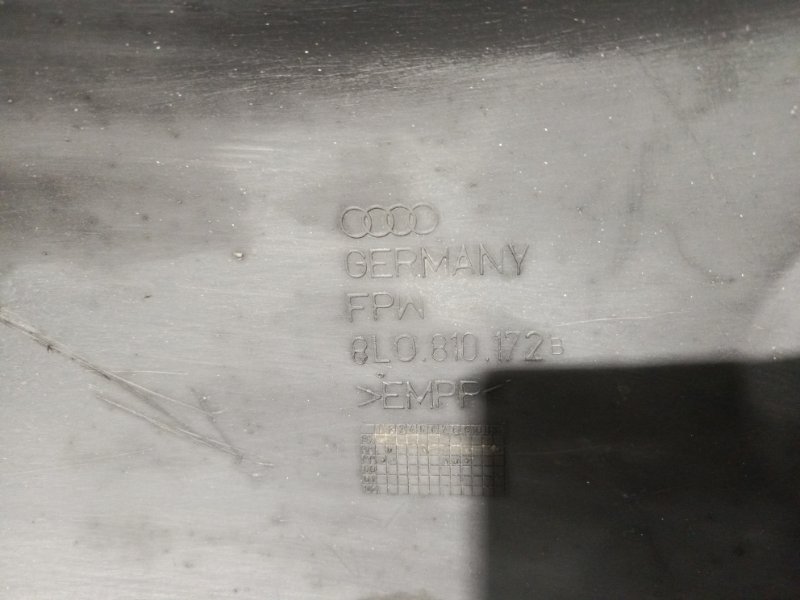 GERMANY
FPW
8L0.810.172 B
>EMPP<